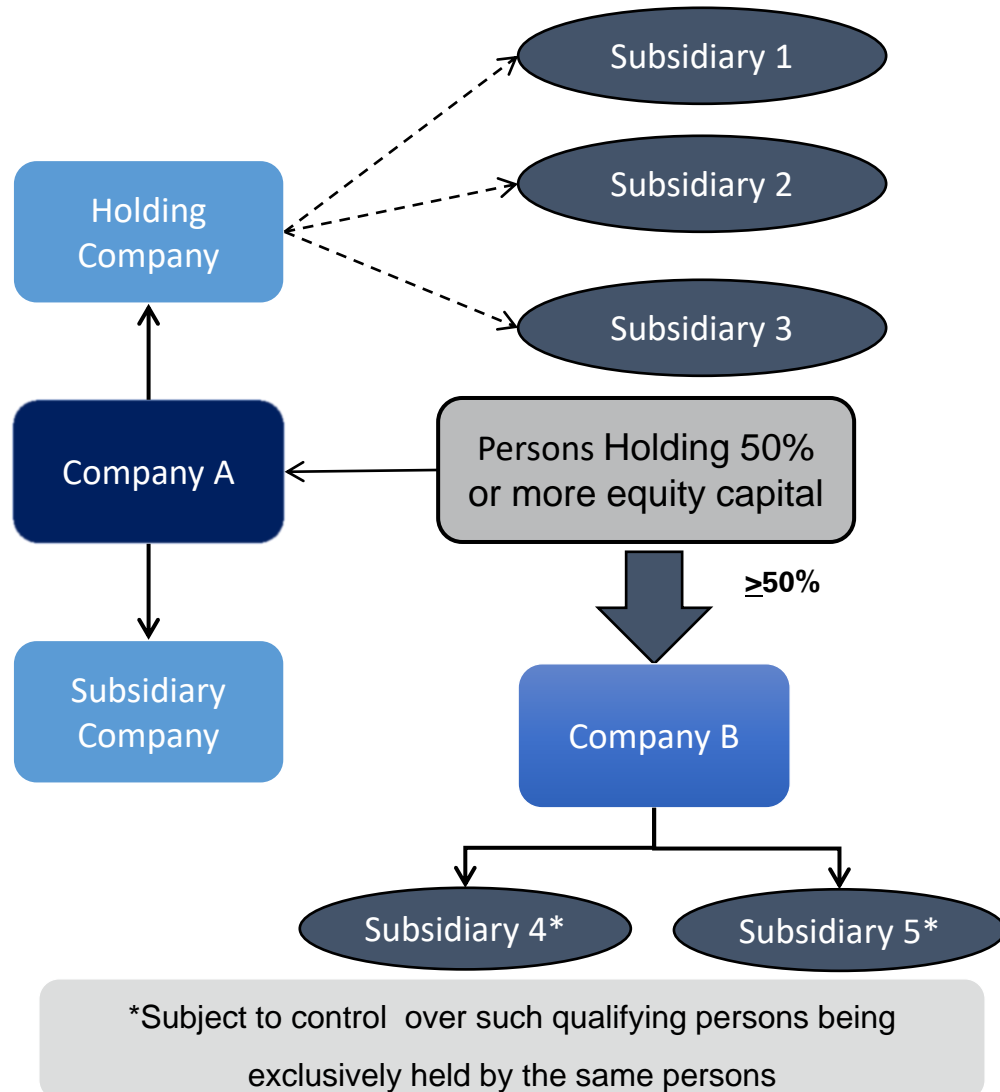 Subsidiary 1
Subsidiary 2
Subsidiary 3
Holding
Company
Company A
Persons Holding 50%
or more equity capital
≥50%
Subsidiary
Company
Company B
Subsidiary 4*
Subsidiary 5*
*Subject to control over such qualifying persons being
exclusively held by the same persons